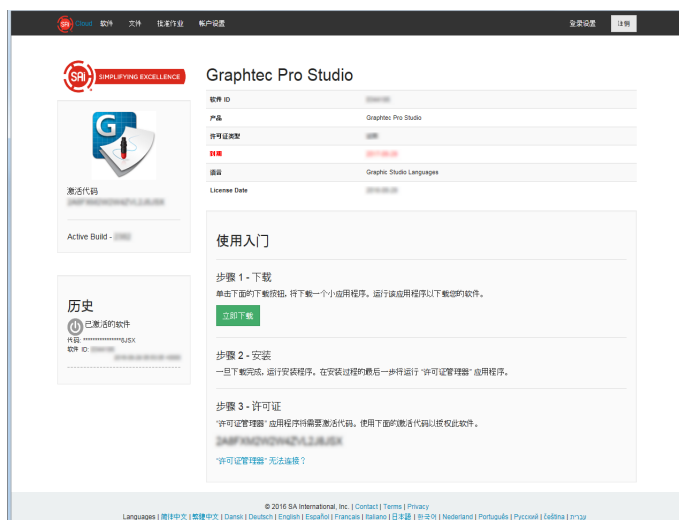 SAi Cloud 软件 文件 批准作业 帐户设置 登录设置 注销
SAi SIMPLIFYING EXCELLENCE
G
激活代码
Active Build -
历史
已激活的软件
代码: ****************6JSX
软件 ID:
Graphtec Pro Studio
软件 ID
产品 Graphtec Pro Studio
许可证类型
到期
语言 Graphic Studio Languages
License Date
使用入门
步骤 1 - 下载
单击下面的下载按钮, 将下载一个小应用程序。运行该应用程序以下载您的软件。
立即下载
步骤 2 - 安装
一旦下载完成, 运行安装程序。在安装过程的最后一步将运行 "许可证管理器" 应用程序。
步骤 3 - 许可证
"许可证管理器" 应用程序将需要激活代码。使用下面的激活代码以授权此软件。
"许可证管理器" 无法连接？
© 2016 SA International, Inc. | Contact | Terms | Privacy
Languages | 简体中文 | 繁體中文 | Dansk | Deutsch | English | Español | Français | Italiano | 日本語 | 한국어 | Nederland | Português | Русский | čeština | עברית